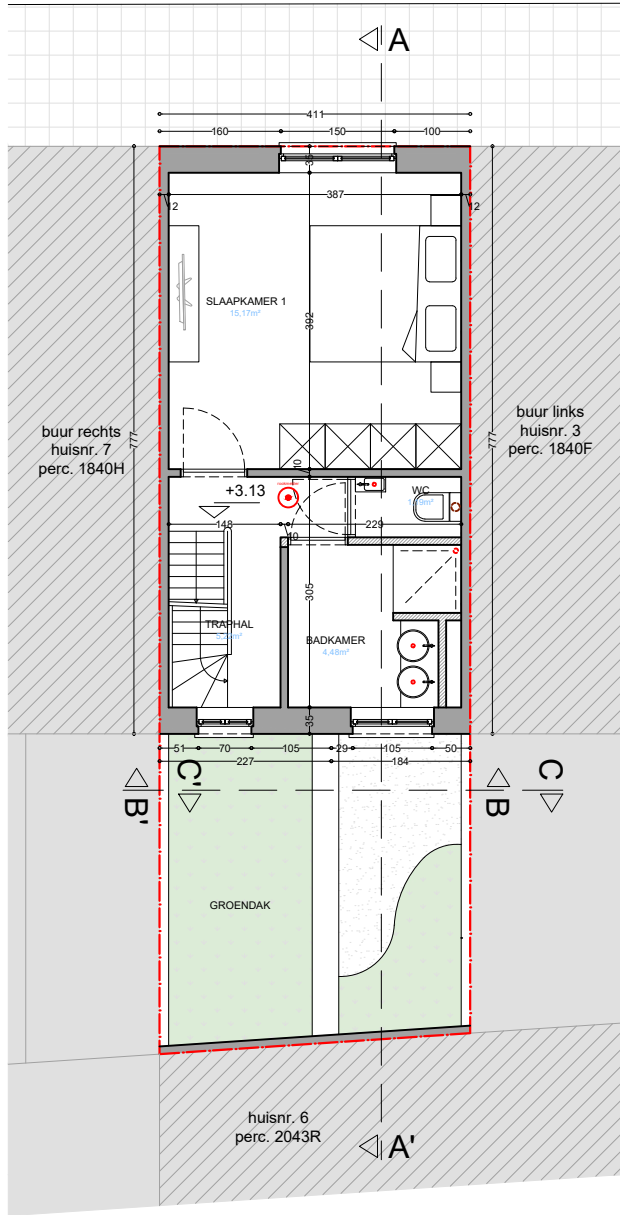 A
411
160
150
100
35
387
12
12
SLAAPKAMER 1
15,17m²
392
777
777
buur rechts
huisnr. 7
perc. 1840H
buur links
huisnr. 3
perc. 1840F
10
+3.13
WC
148
229
10
305
TRAPHAL
BADKAMER
4,48m²
35
51
70
105
29
105
50
227
184
B'
C'
B
C
GROENDAK
huisnr. 6
perc. 2043R
A'